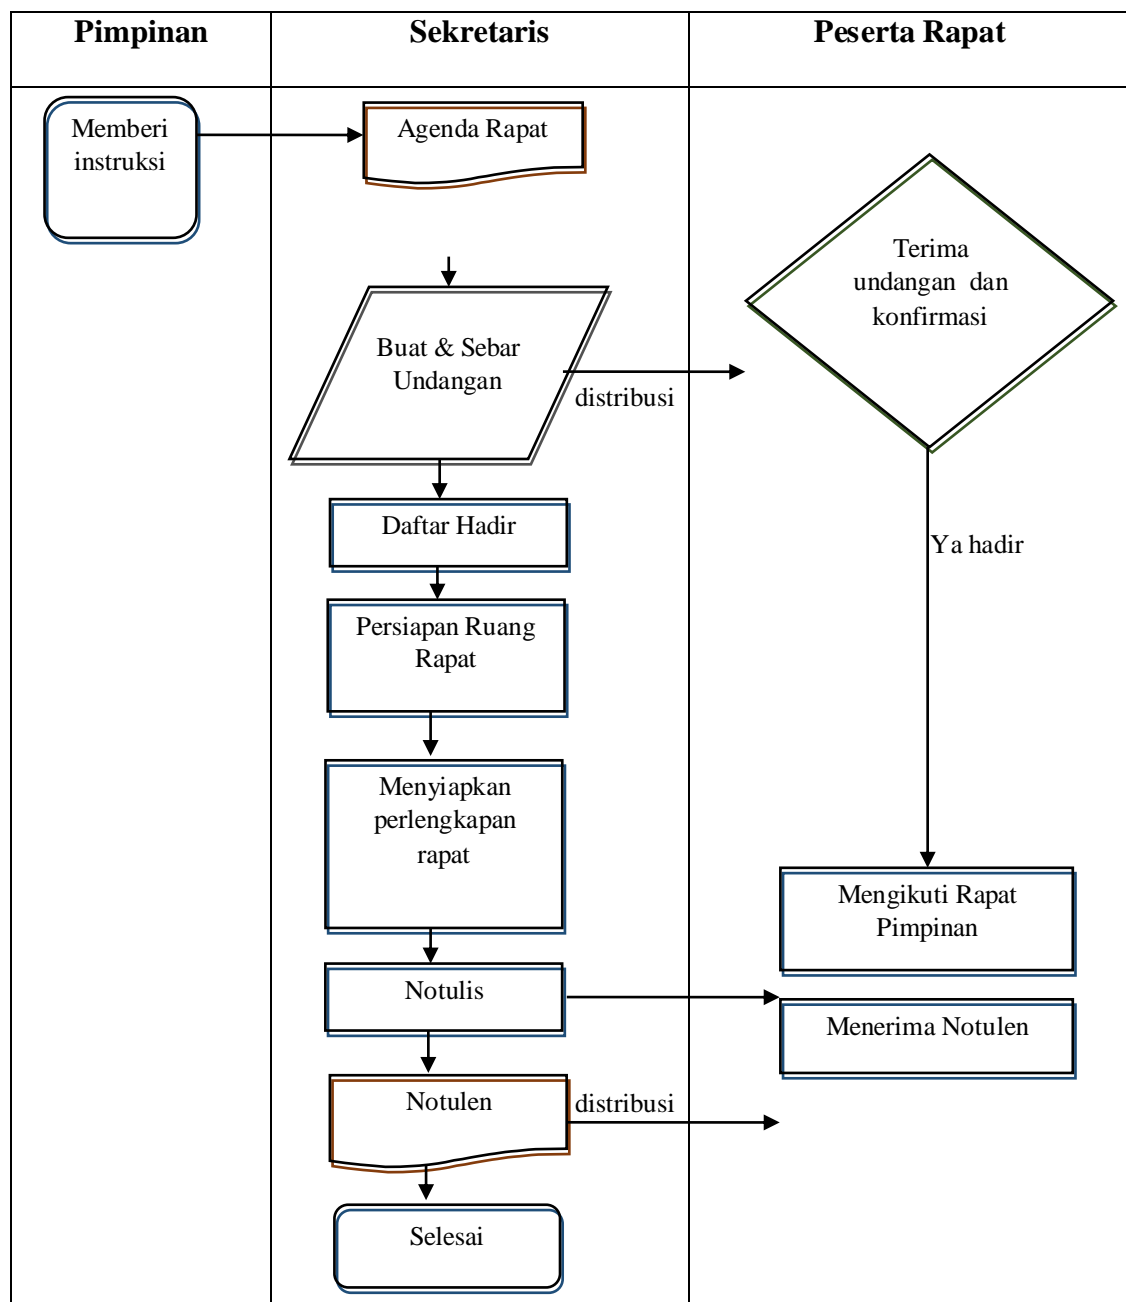 Pimpinan
Sekretaris
Peserta Rapat
Memberi
instruksi
Agenda Rapat
Terima
undangan dan
konfirmasi
Buat & Sebar
Undangan
distribusi
Daftar Hadir
Ya hadir
Persiapan Ruang
Rapat
Menyiapkan
perlengkapan
rapat
Mengikuti Rapat
Pimpinan
Notulis
Menerima Notulen
Notulen
distribusi
Selesai